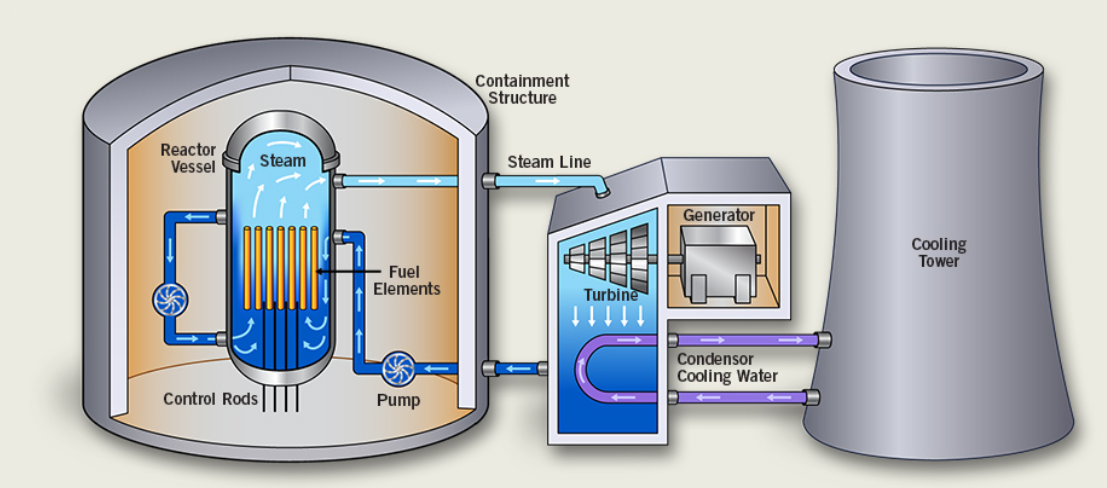 Containment
Structure
Reactor
Vessel
Steam
Steam Line
Generator
Cooling
Tower
Fuel
Elements
Turbine
Condensor
Cooling Water
Control Rods
Pump